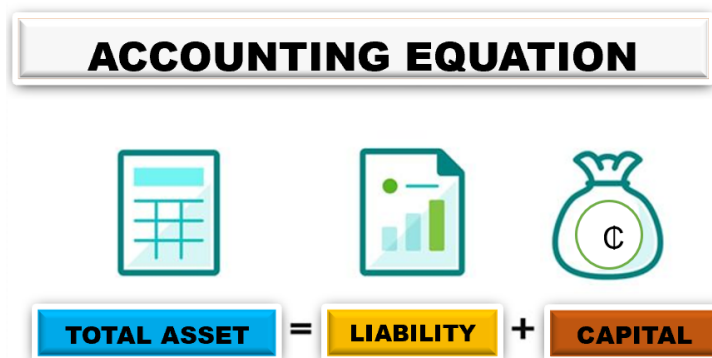 ACCOUNTING EQUATION
₵
TOTAL ASSET = LIABILITY + CAPITAL